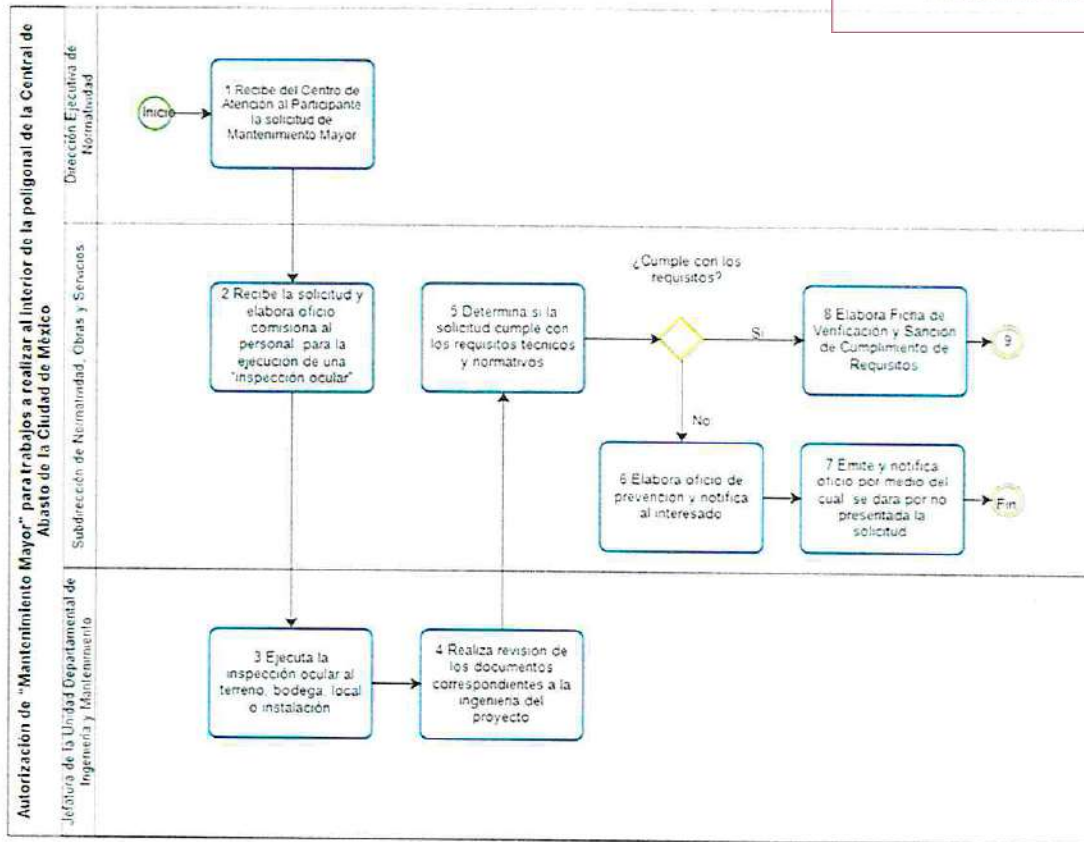 Autorización de "Mantenimiento Mayor" para trabajos a realizar al interior de la poligonal de la Central de
Abasto de la Ciudad de México
Dirección Ejecutiva de
Normatividad
Inicio
1 Recibe del Centro de
Atención al Participante
la solicitud de
Mantenimiento Mayor
Subdirección de Normatividad, Obras y Servicios
2 Recibe la solicitud y
elabora oficio
comisiona al
personal para la
ejecución de una
"inspección ocular"
5 Determina si la
solicitud cumple con
los requisitos técnicos
y normativos
¿Cumple con los
requisitos?
Si
8 Elabora Ficha de
Verificación y Sanción
de Cumplimiento de
Requisitos
9
No
6 Elabora oficio de
prevención y notifica
al interesado
7 Emite y notifica
oficio por medio del
cual se dara por no
presentada la
solicitud
Fin
Jefatura de la Unidad Departamental de
Ingeniería y Mantenimiento
3 Ejecuta la
inspección ocular al
terreno, bodega, local
o instalación
4 Realiza revisión de
los documentos
correspondientes a la
ingeniería del
proyecto